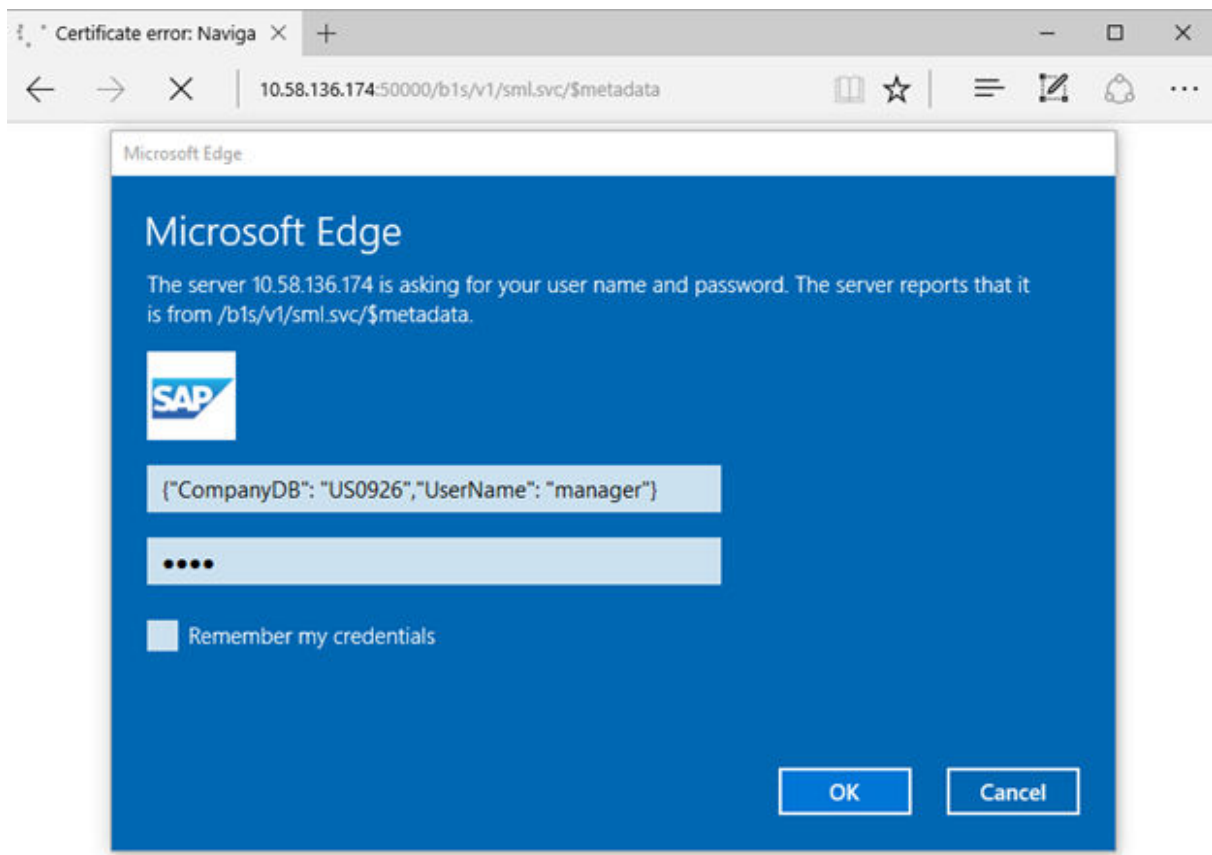 Certificate error: Naviga
10.58.136.174:50000/b1s/v1/sml.svc/$metadata
Microsoft Edge
Microsoft Edge
The server 10.58.136.174 is asking for your user name and password. The server reports that it
is from /b1s/v1/sml.svc/$metadata.
SAP
{"CompanyDB": "US0926","UserName": "manager"}
••••
Remember my credentials
OK
Cancel